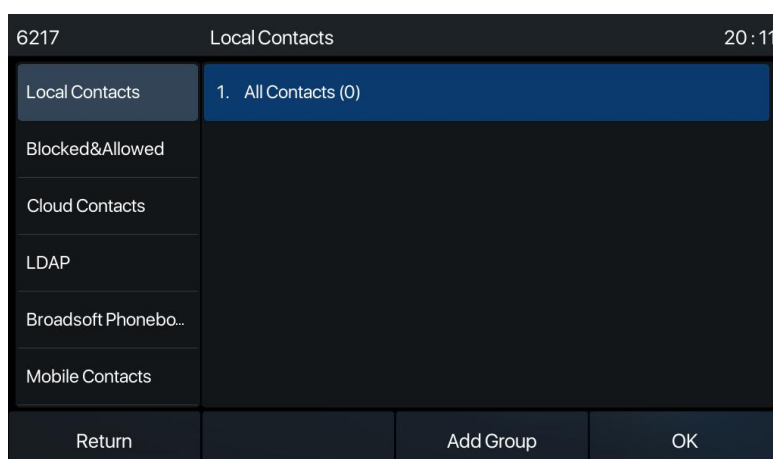 6217 Local Contacts 20:11
Local Contacts
1. All Contacts (0)
Blocked&Allowed
Cloud Contacts
LDAP
Broadsoft Phonebo...
Mobile Contacts
Return Add Group OK